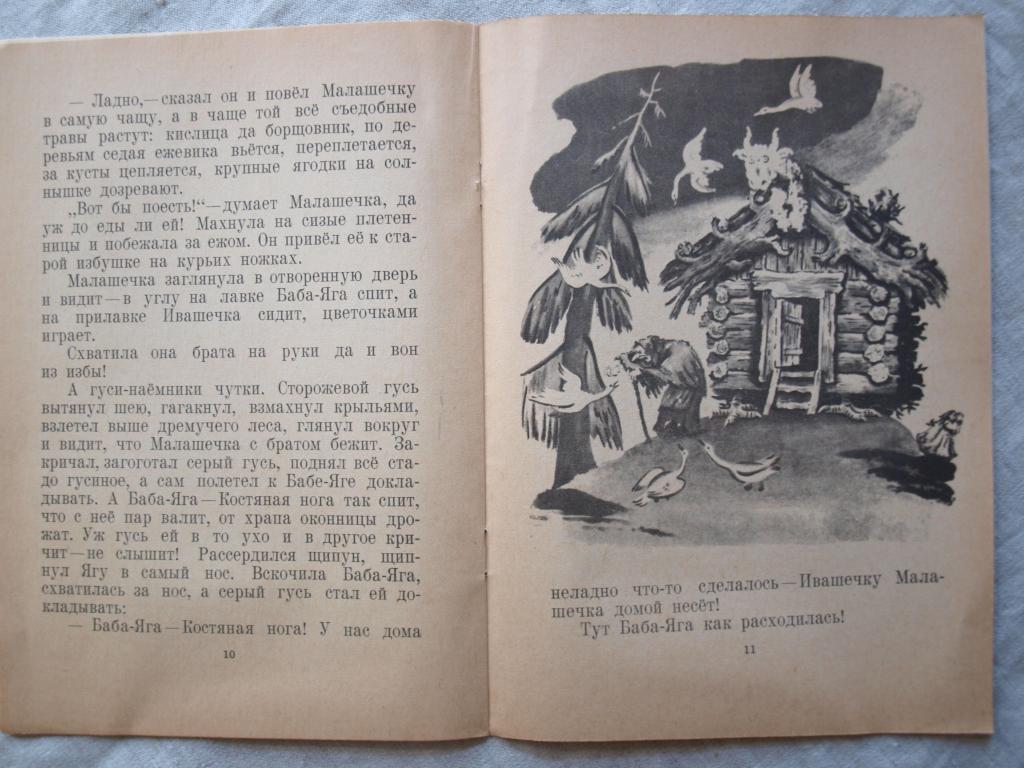 — Ладно,—сказал он и повёл Малашечку
в самую чащу, а в чаще той всё съедобные
травы растут: кислица да борщовник, по де-
ревьям седая ежевика вьётся, переплетается,
за кусты цепляется, крупные ягодки на сол-
нышке дозревают.
„Вот бы поесть!“—думает Малашечка, да
уж до еды ли ей! Махнула на сизые плетен-
ницы и побежала за ежом. Он привёл её к ста-
рой избушке на курьих ножках.
Малашечка заглянула в отворенную дверь
и видит—в углу на лавке Баба-Яга спит, а
на прилавке Ивашечка сидит, цветочками
играет.
Схватила она брата на руки да и вон
из избы!
А гуси-наёмники чутки. Сторожевой гусь
вытянул шею, гагакнул, взмахнул крыльями,
взлетел выше дремучего леса, глянул вокруг
и видит, что Малашечка с братом бежит. За-
кричал, загоготал серый гусь, поднял всё ста-
до гусиное, а сам полетел к Бабе-Яге докла-
дывать. А Баба-Яга—Костяная нога так спит,
что с неё пар валит, от храпа оконницы дро-
жат. Уж гусь ей в то ухо и в другое кри-
чит—не слышит! Рассердился щипун, щип-
нул Ягу в самый нос. Вскочила Баба-Яга,
схватилась за нос, а серый гусь стал ей до-
кладывать:
— Баба-Яга—Костяная нога! У нас дома
10
неладно что-то сделалось—Ивашечку Мала-
шечка домой несёт!
Тут Баба-Яга как расходилась!
11